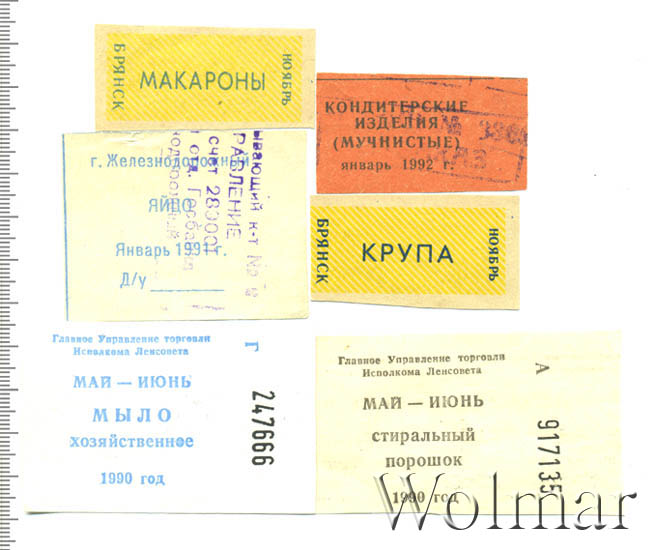 БРЯНСК
МАКАРОНЫ
НОЯБРЬ
КОНДИТЕРСКИЕ
ИЗДЕЛИЯ
(МУЧНИСТЫЕ)
январь 1992 г.
г. Железнодорожный
ЯЙЦО
Январь 1991 г.
Д/у
БРЯНСК
КРУПА
НОЯБРЬ
Главное Управление торговли
Исполкома Ленсовета
МАЙ — ИЮНЬ
МЫЛО
хозяйственное
1990 год
Г
247666
Главное Управление торговли
Исполкома Ленсовета
МАЙ — ИЮНЬ
стиральный
порошок
1990 год
А
917135
Wolmar